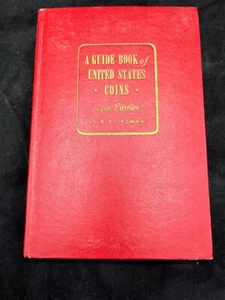 A GUIDE BOOK of
UNITED STATES
• COINS •
Edition